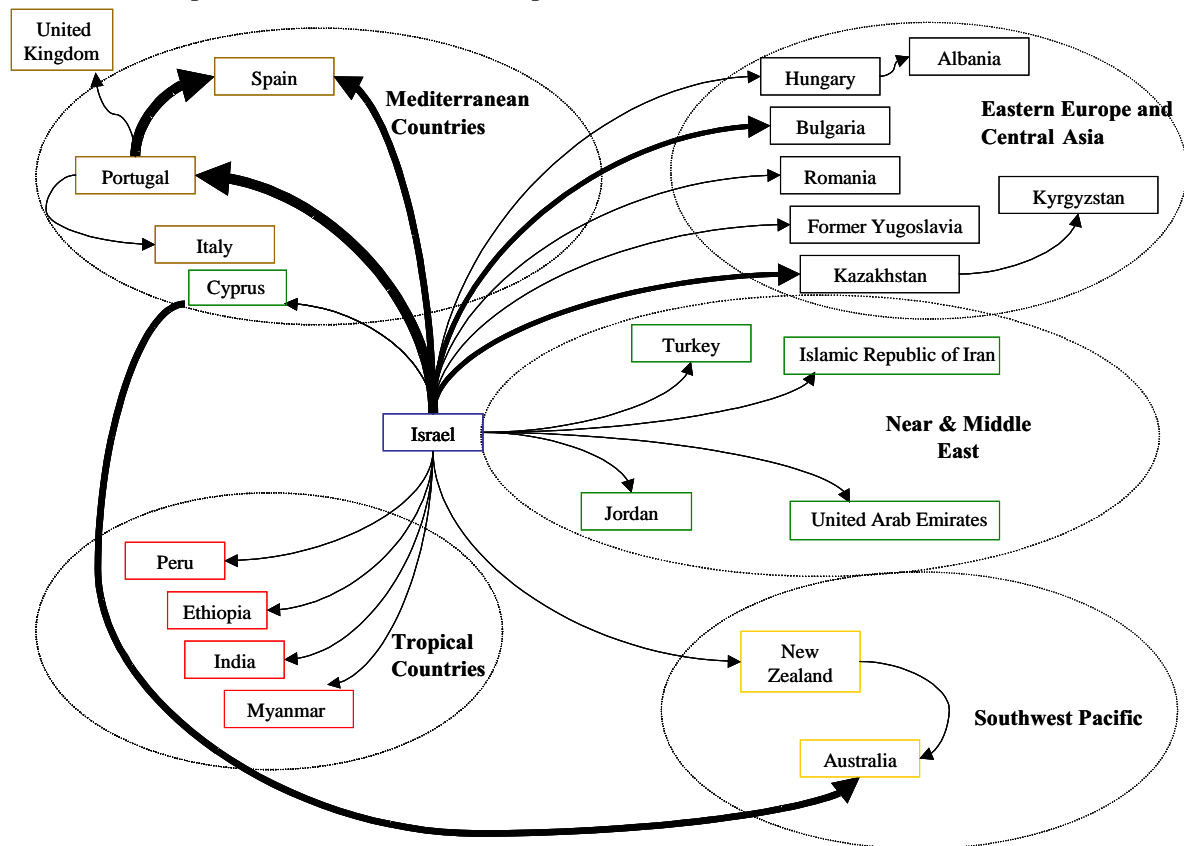 United
Kingdom
Spain
Mediterranean
Countries
Portugal
Italy
Cyprus
Hungary
Albania
Bulgaria
Eastern Europe and
Central Asia
Romania
Kyrgyzstan
Former Yugoslavia
Kazakhstan
Turkey
Islamic Republic of Iran
Israel
Near & Middle
East
Jordan
United Arab Emirates
Peru
Ethiopia
India
Myanmar
Tropical
Countries
New
Zealand
Southwest Pacific
Australia